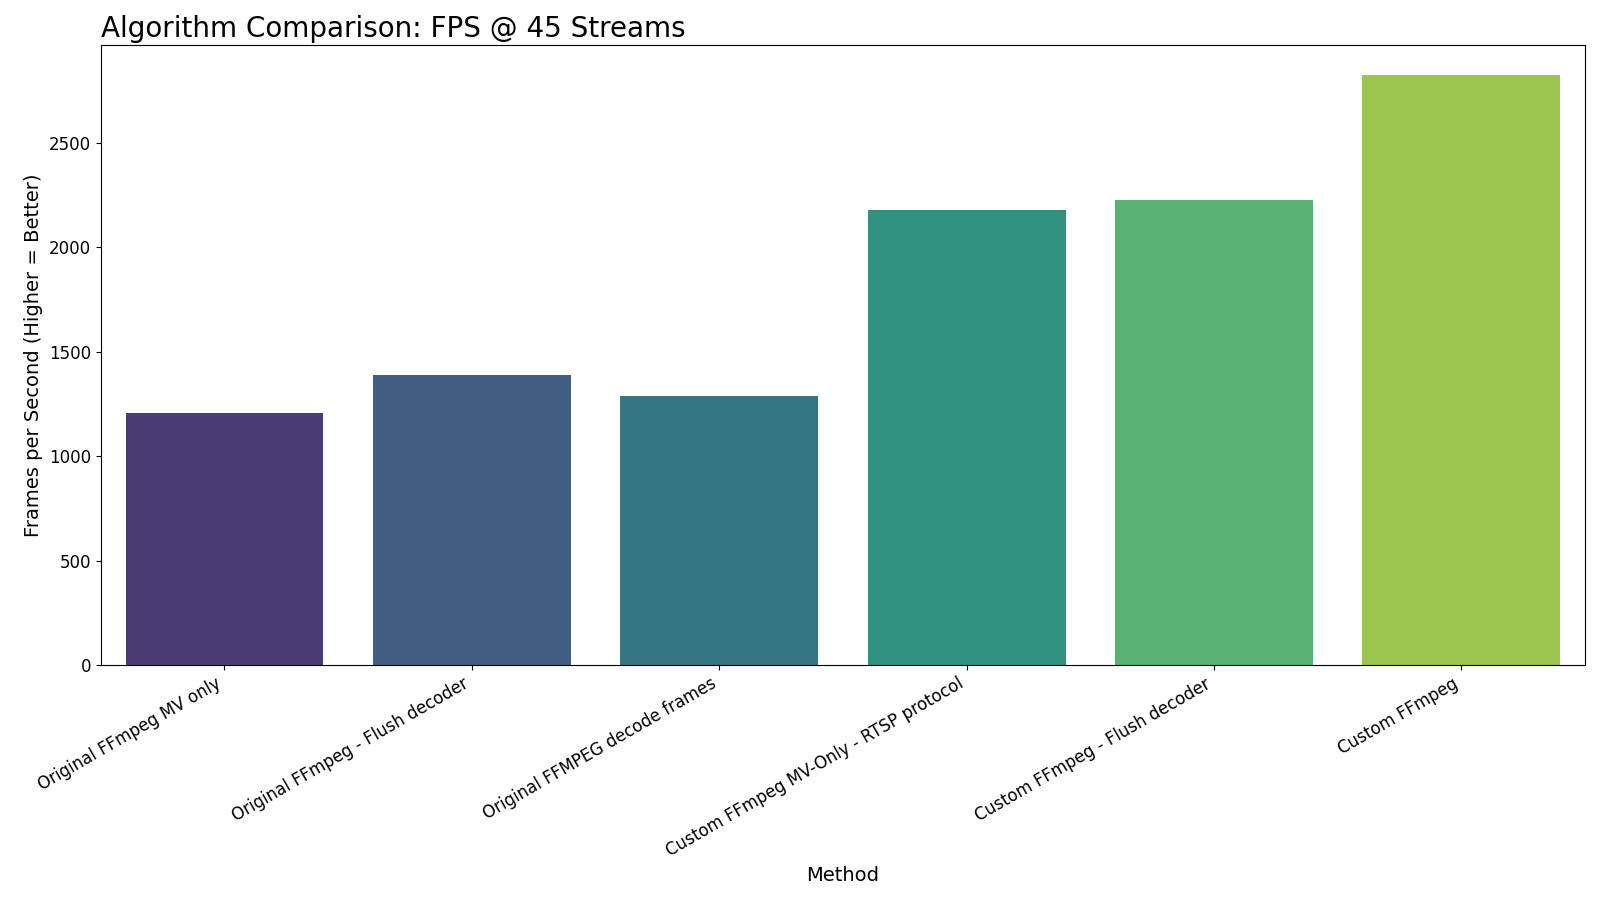 Algorithm Comparison: FPS @ 45 Streams
Frames per Second (Higher = Better)
2500
2000
1500
1000
500
0
Original FFmpeg MV only
Original FFmpeg - Flush decoder
Original FFMPEG decode frames
Custom FFmpeg MV-Only - RTSP protocol
Custom FFmpeg - Flush decoder
Custom FFmpeg
Method